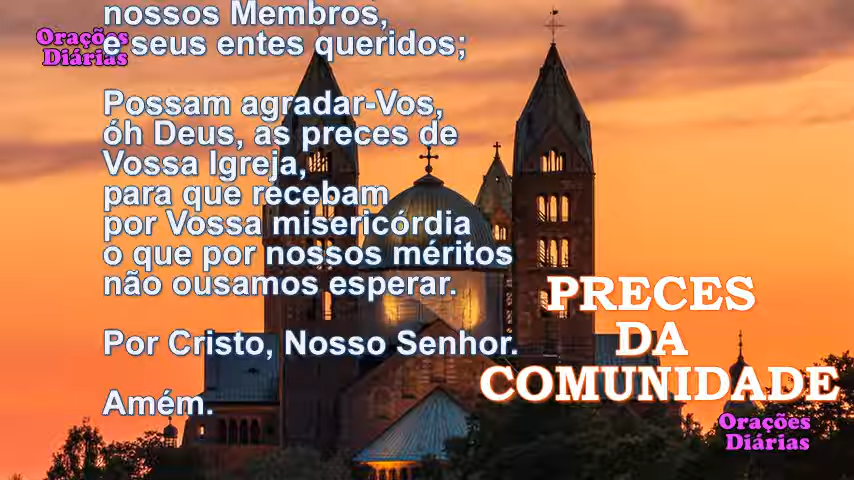 nossos Membros,
e seus entes queridos;
Orações
Diárias
Possam agradar-Vos,
óh Deus, as preces de
Vossa Igreja,
para que recebam
por Vossa misericórdia
o que por nossos méritos
não ousamos esperar.
Por Cristo, Nosso Senhor.
Amém.
PRECES
DA
COMUNIDADE
Orações
Diárias